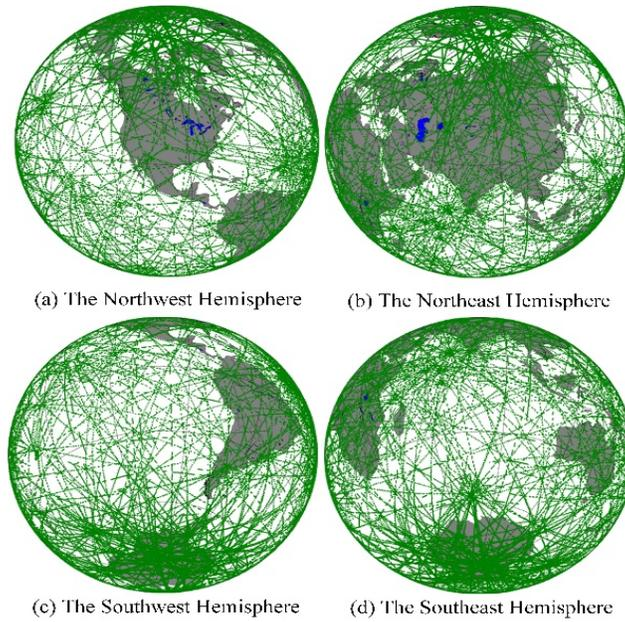 (a) The Northwest Hemisphere
(b) The Northeast Hemisphere
(c) The Southwest Hemisphere
(d) The Southeast Hemisphere